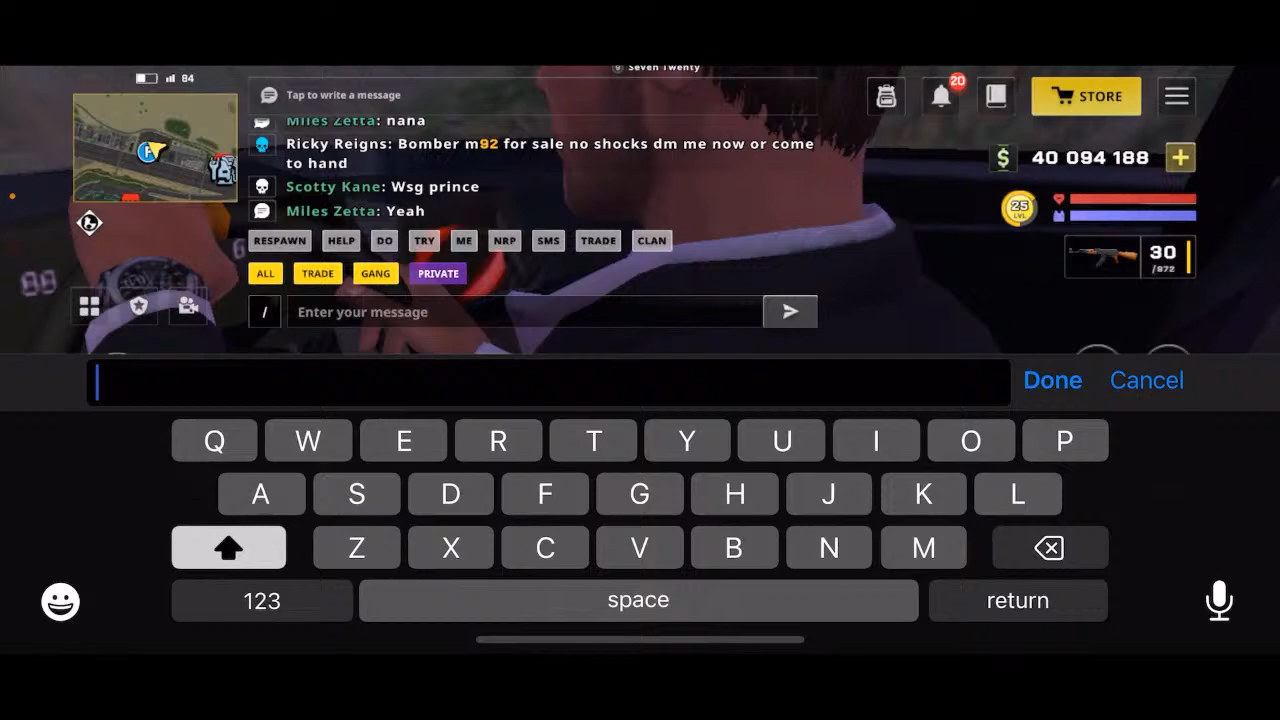 Seven Twenty
84
Tap to write a message
20
STORE
Miles Zetta: nana
Ricky Reigns: Bomber m92 for sale no shocks dm me now or come
to hand
$ 40 094 188 +
Scotty Kane: Wsg prince
Miles Zetta: Yeah
25
LVL
RESPAWN HELP DO TRY ME NRP SMS TRADE CLAN
30
/872
ALL TRADE GANG PRIVATE
/ Enter your message
Done Cancel
Q W E R T Y U I O P
A S D F G H J K L
Z X C V B N M
123 space return